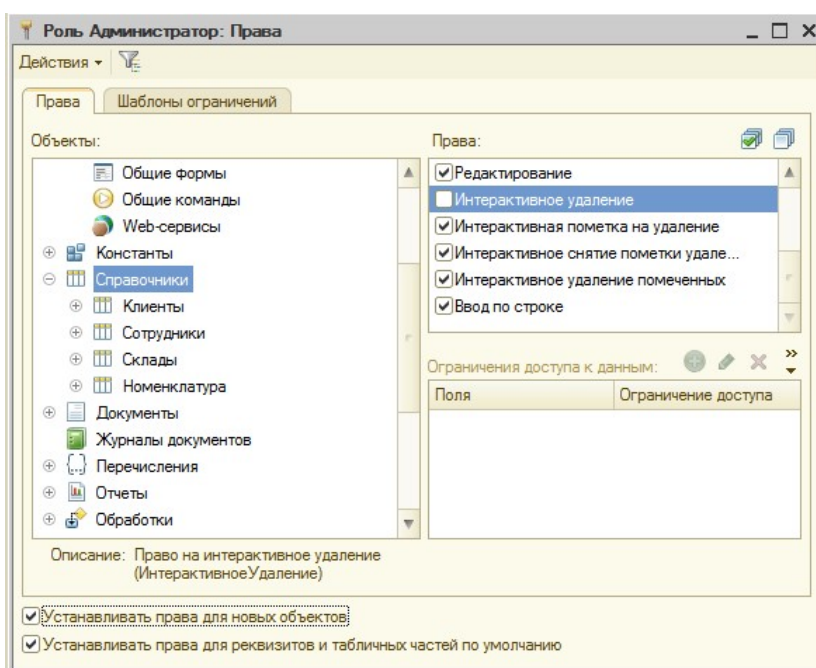 Роль Администратор: Права
Действия
Права Шаблоны ограничений
Объекты:
Общие формы
Общие команды
Web-сервисы
Константы
Справочники
Клиенты
Сотрудники
Склады
Номенклатура
Документы
Журналы документов
Перечисления
Отчеты
Обработки
Права:
Редактирование
Интерактивное удаление
Интерактивная пометка на удаление
Интерактивное снятие пометки удале...
Интерактивное удаление помеченных
Ввод по строке
Ограничения доступа к данным:
Поля Ограничение доступа
Описание: Право на интерактивное удаление
(ИнтерактивноеУдаление)
Устанавливать права для новых объектов
Устанавливать права для реквизитов и табличных частей по умолчанию